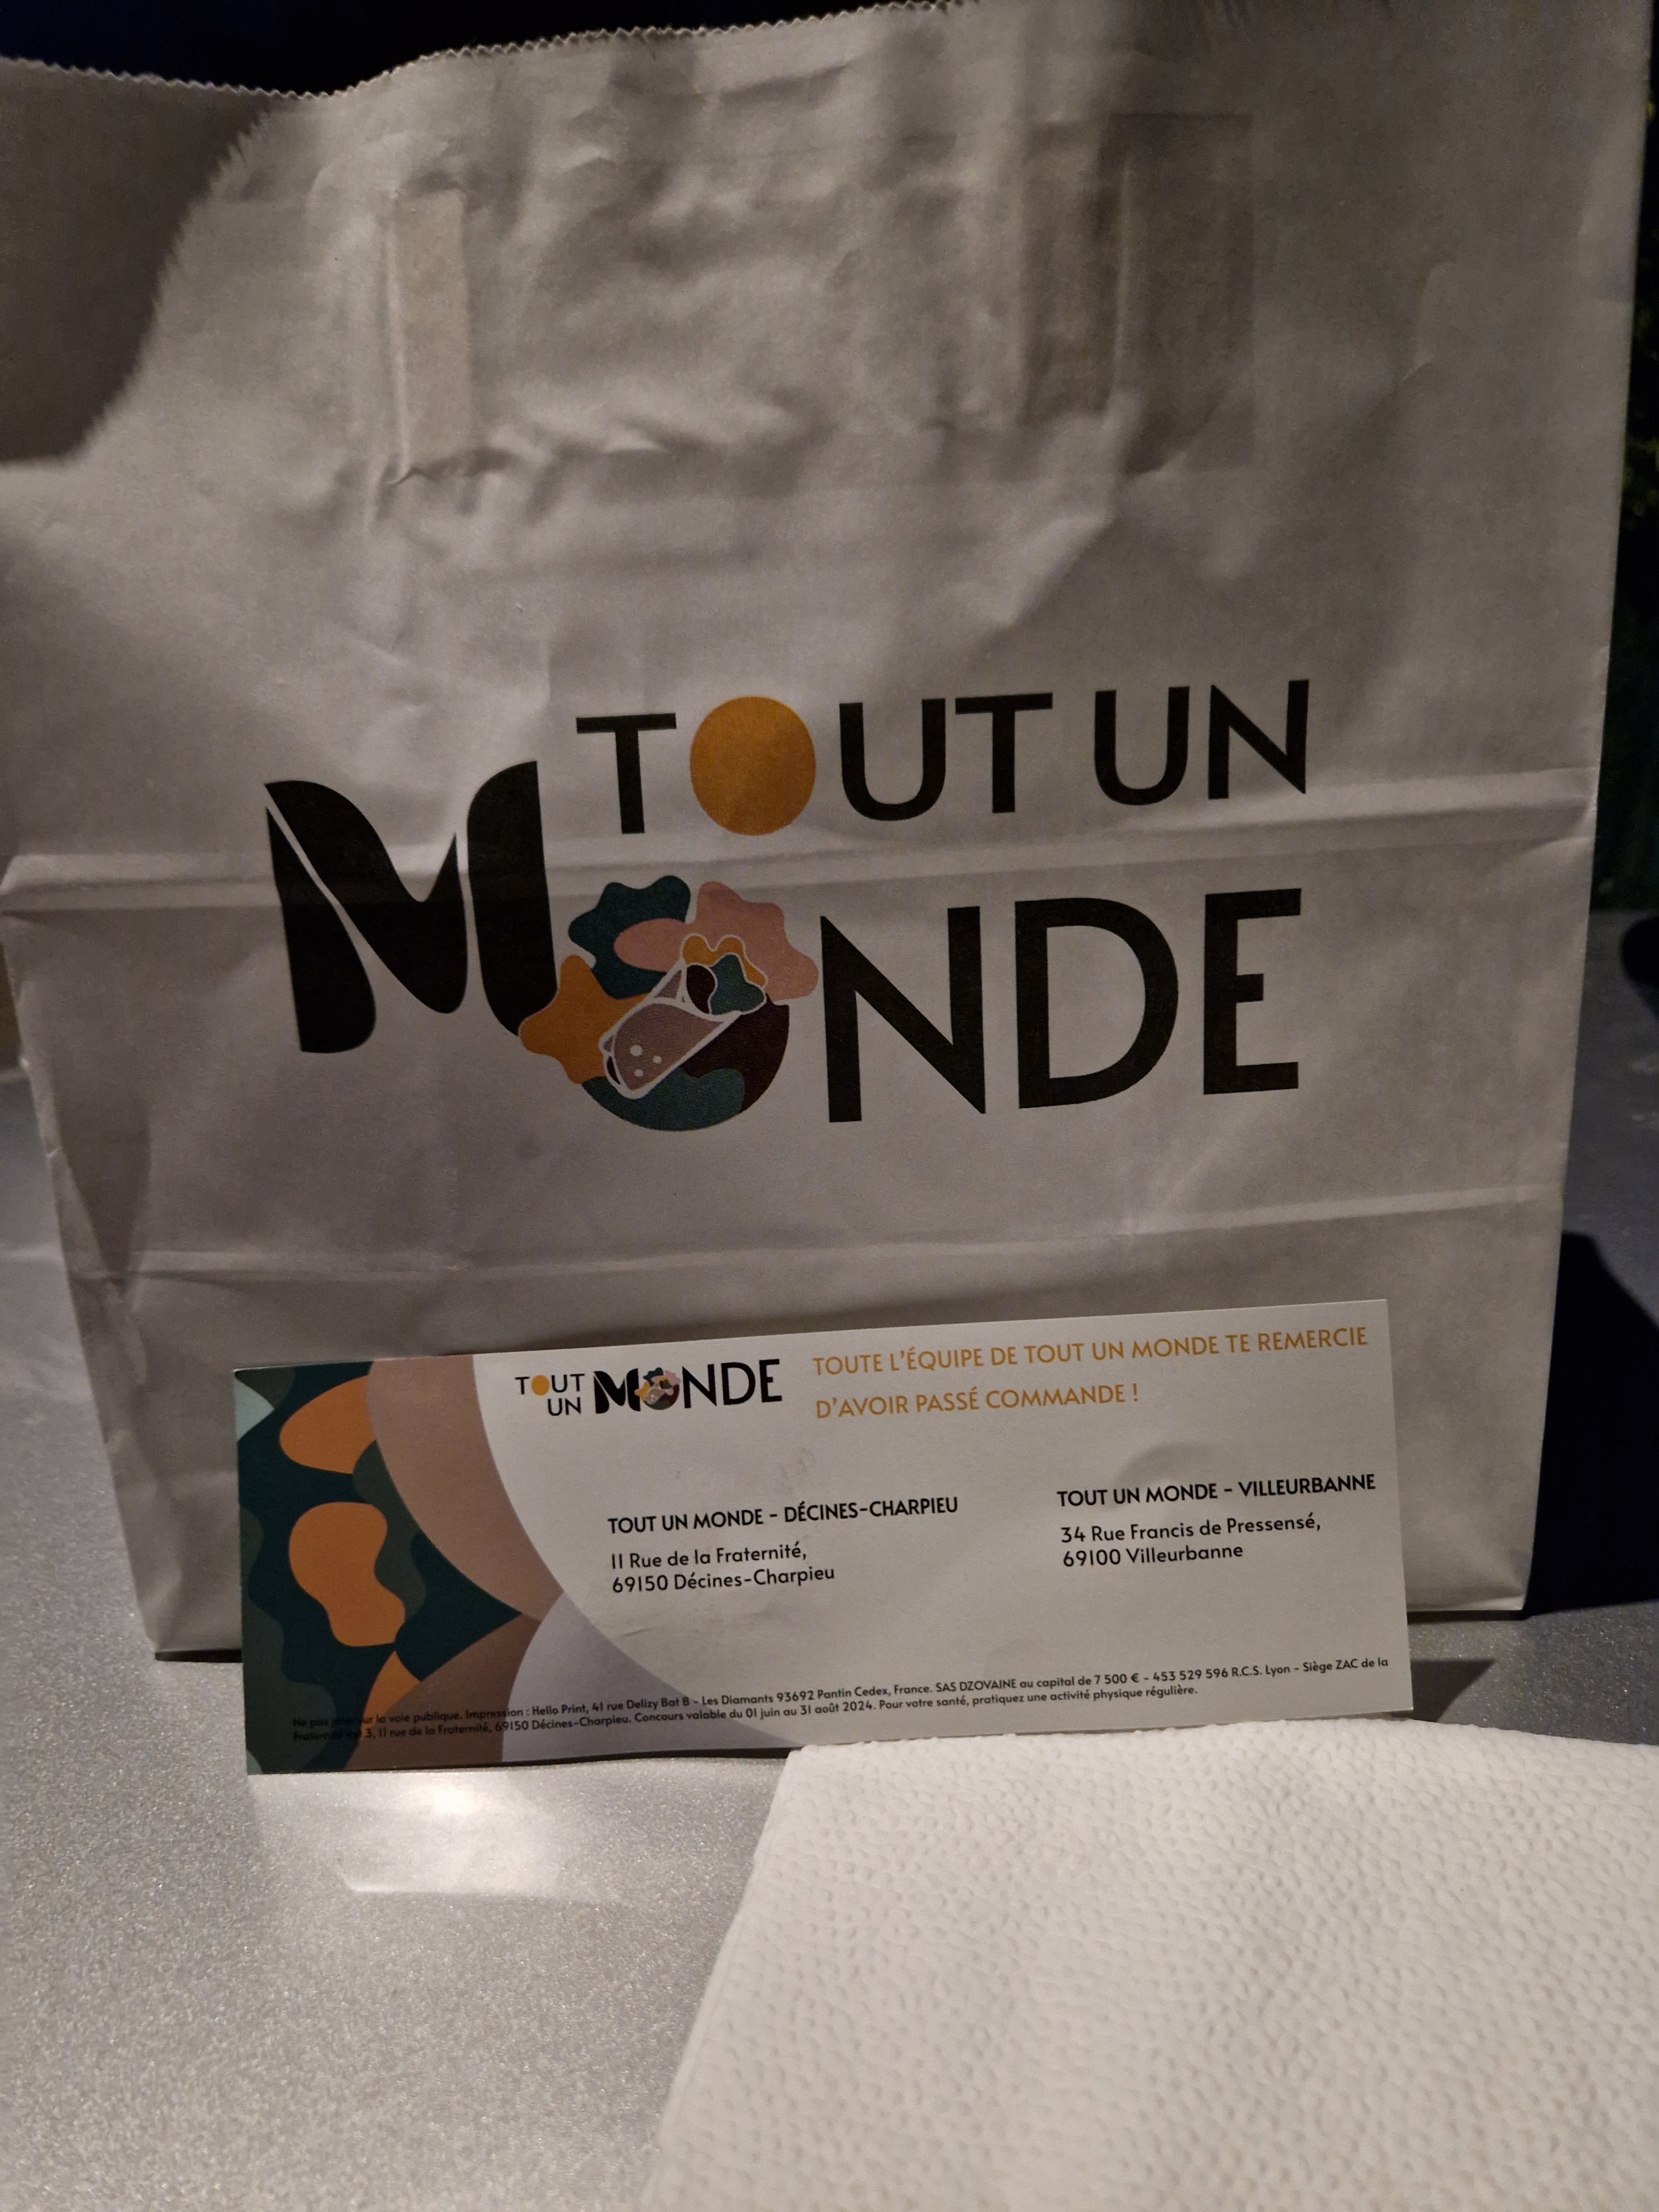 TOUT UN
MONDE
TOUT
UN MONDE
TOUTE L'ÉQUIPE DE TOUT UN MONDE TE REMERCIE
D'AVOIR PASSÉ COMMANDE !
TOUT UN MONDE - DÉCINES-CHARPIEU
11 Rue de la Fraternité,
69150 Décines-Charpieu
TOUT UN MONDE - VILLEURBANNE
34 Rue Francis de Pressensé,
69100 Villeurbanne
Ne pas jeter sur la voie publique. Impression : Hello Print, 41 rue Delizy Bat B - Les Diamants 93692 Pantin Cedex, France. SAS DZOVAINE au capital de 7 500 € - 453 529 596 R.C.S. Lyon - Siège ZAC de la
Fraternité 3, 11 rue de la Fraternité, 69150 Décines-Charpieu. Concours valable du 01 juin au 31 août 2024. Pour votre santé, pratiquez une activité physique régulière.